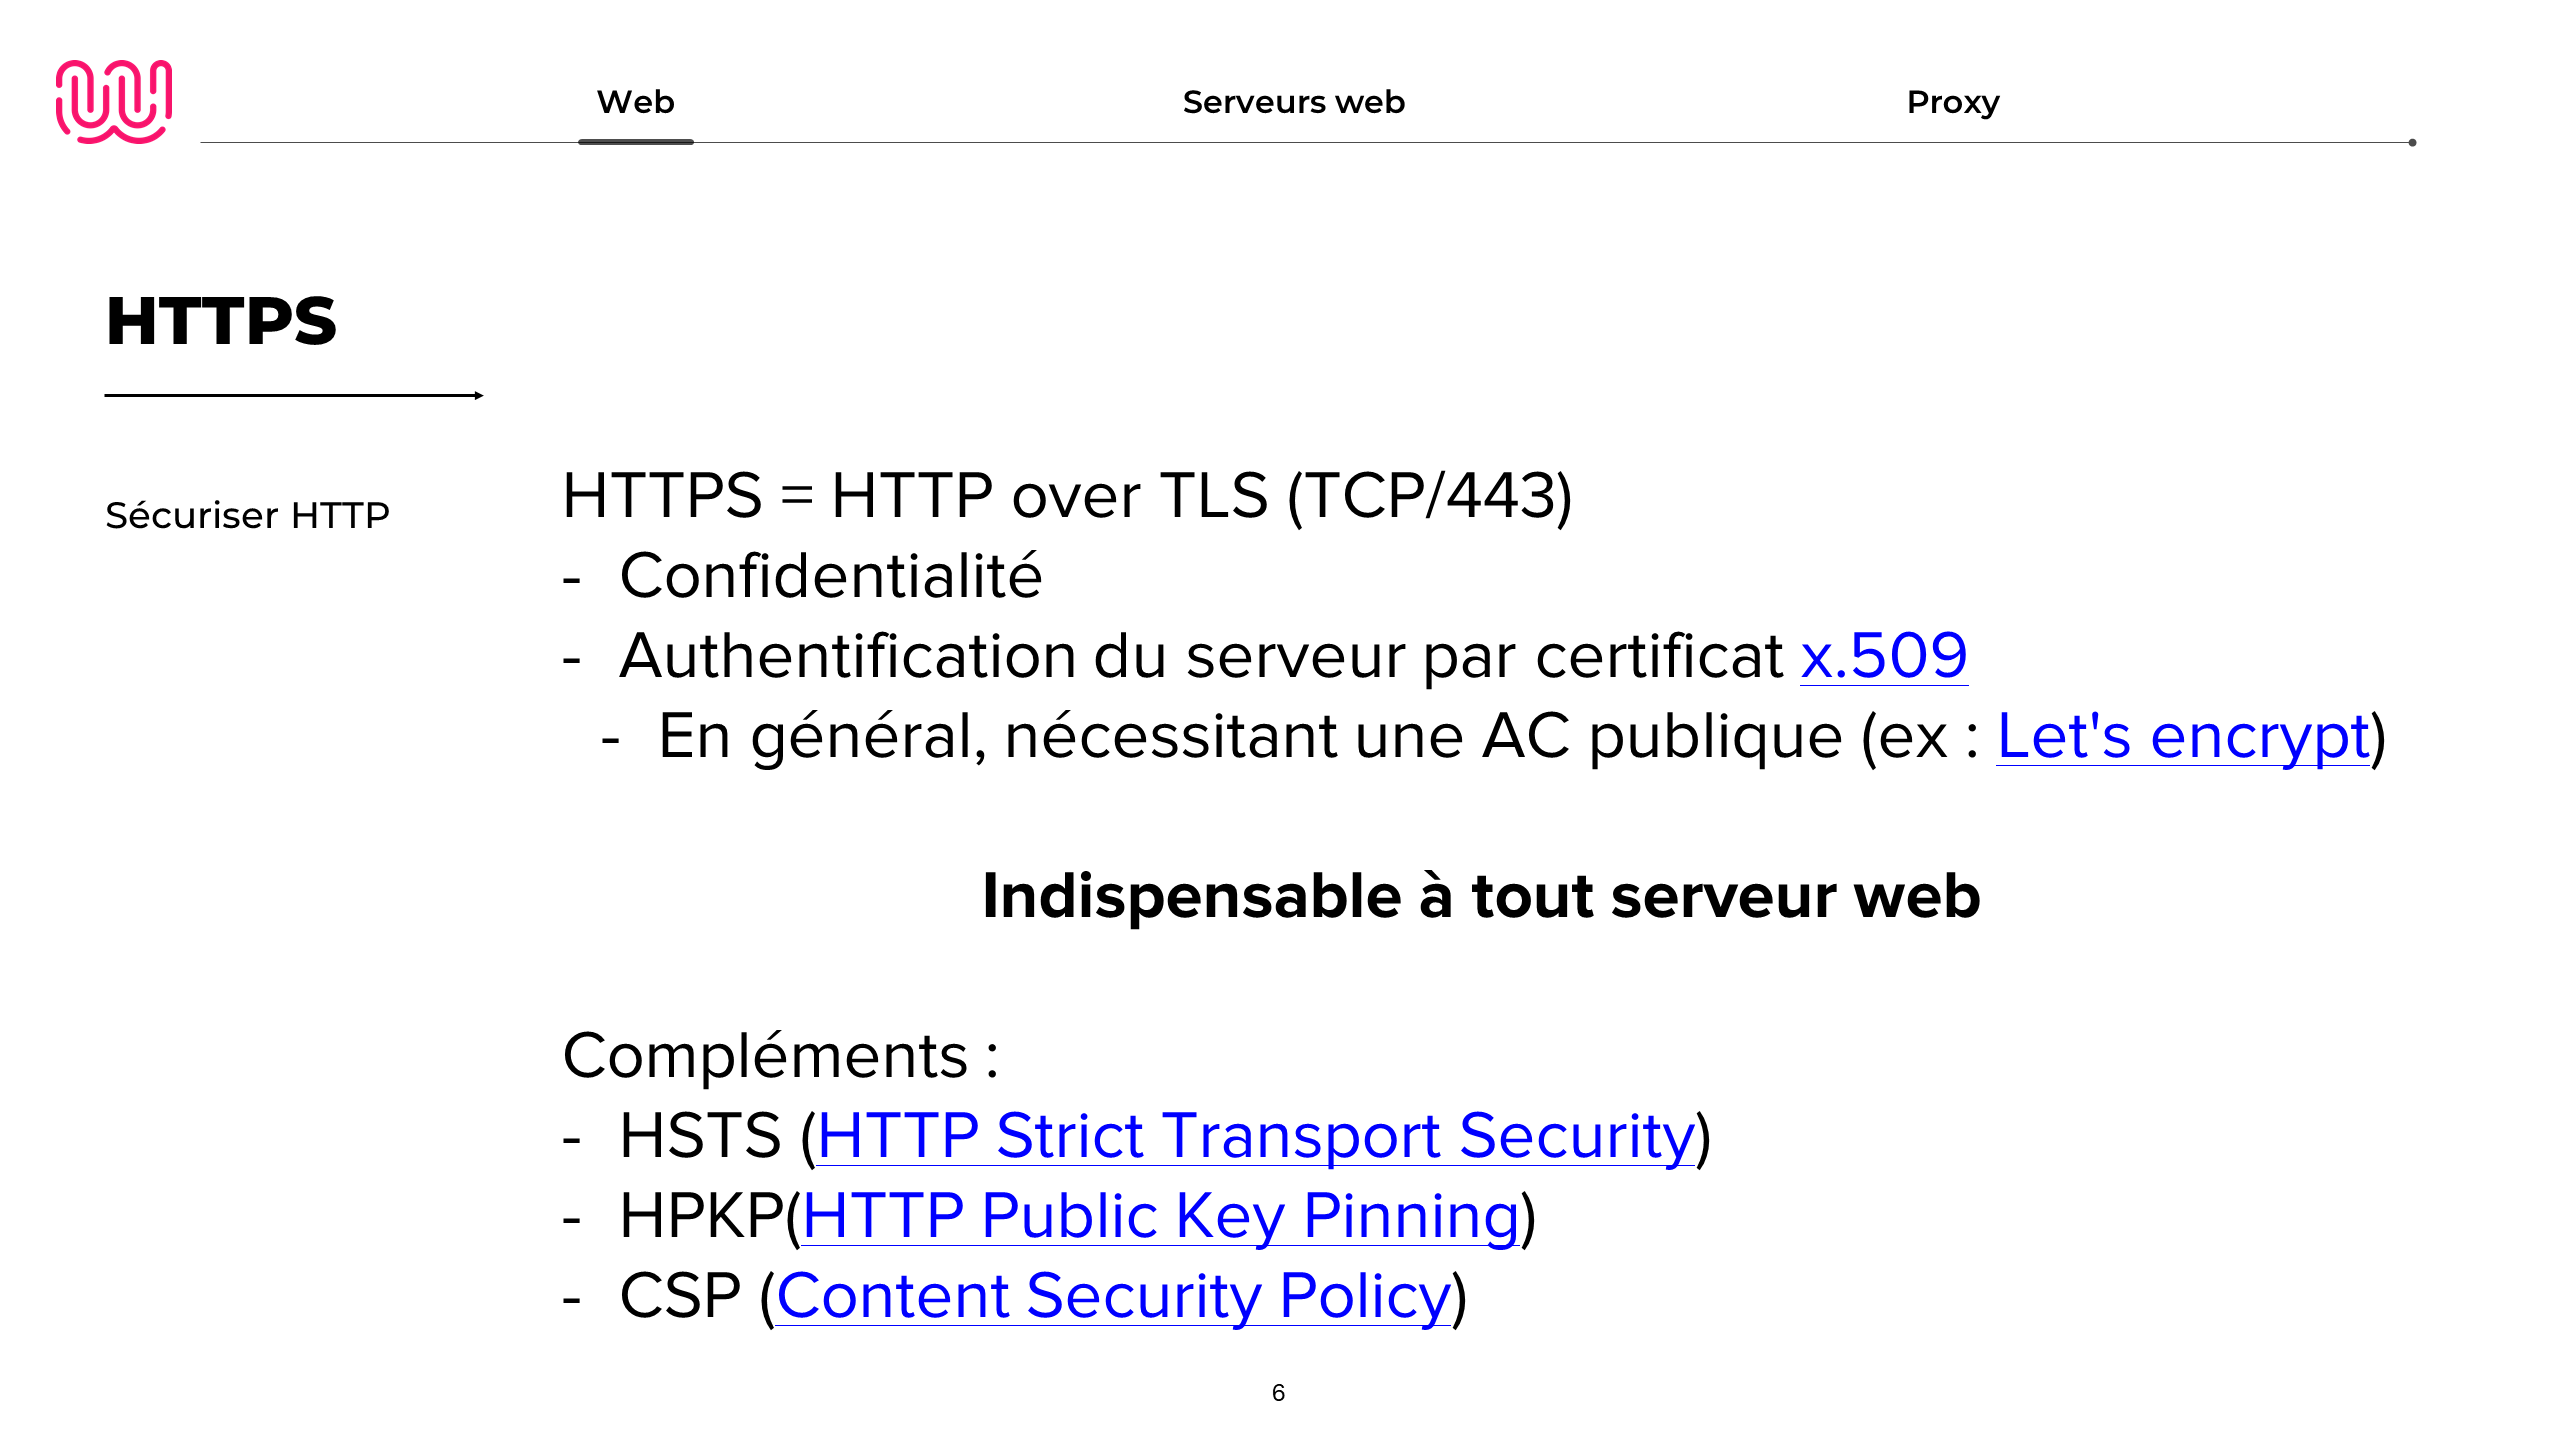 Web
Serveurs web
Proxy
HTTPS
Sécuriser HTTP
HTTPS = HTTP over TLS (TCP/443)
- Confidentialité
- Authentification du serveur par certificat x.509
- En général, nécessitant une AC publique (ex : Let's encrypt)
Indispensable à tout serveur web
Compléments :
- HSTS (HTTP Strict Transport Security)
- HPKP(HTTP Public Key Pinning)
- CSP (Content Security Policy)
6